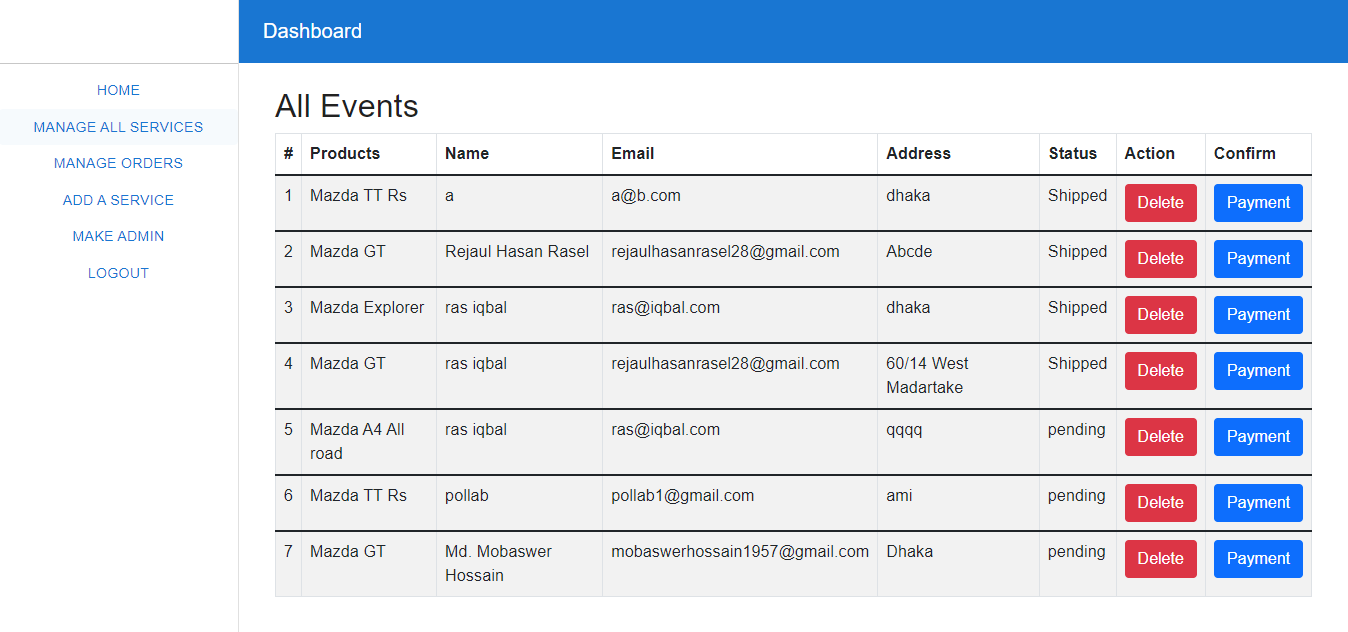 Dashboard
HOME
MANAGE ALL SERVICES
MANAGE ORDERS
ADD A SERVICE
MAKE ADMIN
LOGOUT
All Events
# Products Name Email Address Status Action Confirm
1 Mazda TT Rs a a@b.com dhaka Shipped Delete Payment
2 Mazda GT Rejaul Hasan Rasel rejaulhasanrasel28@gmail.com Abcde Shipped Delete Payment
3 Mazda Explorer ras iqbal ras@iqbal.com dhaka Shipped Delete Payment
4 Mazda GT ras iqbal rejaulhasanrasel28@gmail.com 60/14 West Shipped Delete Payment
Madartake
5 Mazda A4 All ras iqbal ras@iqbal.com qqqq pending Delete Payment
road
6 Mazda TT Rs pollab pollab1@gmail.com ami pending Delete Payment
7 Mazda GT Md. Mobaswer mobaswerhossain1957@gmail.com Dhaka pending Delete Payment
Hossain